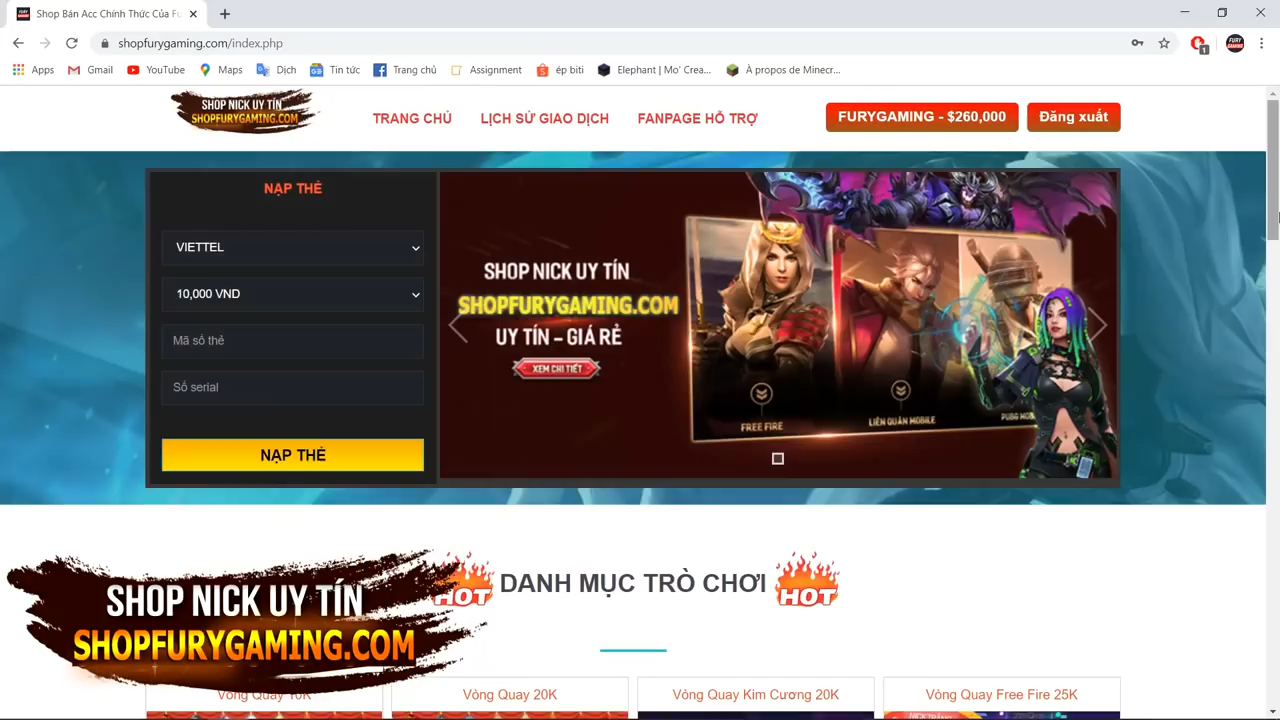 Shop Bán Acc Chính Thức Của Fu
shopfurygaming.com/index.php
1
Apps
Gmail
YouTube
Maps
Dịch
Tin tức
Trang chủ
Assignment
ép biti
Elephant | Mo' Crea...
À propos de Minecr...
SHOP NICK UY TÍN
SHOPFURYGAMING.COM
TRANG CHỦ
LỊCH SỬ GIAO DỊCH
FANPAGE HỖ TRỢ
FURYGAMING - $260,000
Đăng xuất
NẠP THẺ
VIETTEL
10,000 VND
Mã số thẻ
Số serial
NẠP THẺ
SHOP NICK UY TÍN
SHOPFURYGAMING.COM
UY TÍN – GIÁ RẺ
XEM CHI TIẾT
FREE FIRE
LIÊN QUÂN MOBILE
PUBG
HOT
DANH MỤC TRÒ CHƠI
HOT
SHOP NICK UY TÍN
SHOPFURYGAMING.COM
Vòng Quay 10K
Vòng Quay 20K
Vòng Quay Kim Cương 20K
Vòng Quay Free Fire 25K